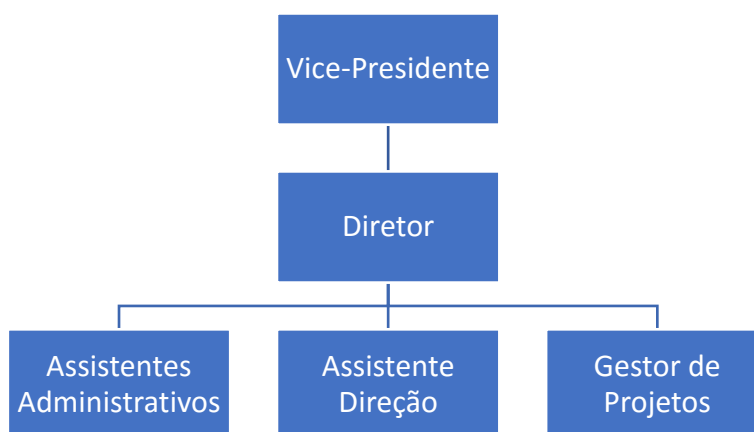 Vice-Presidente
Diretor
Assistentes
Administrativos
Assistente
Direção
Gestor de
Projetos